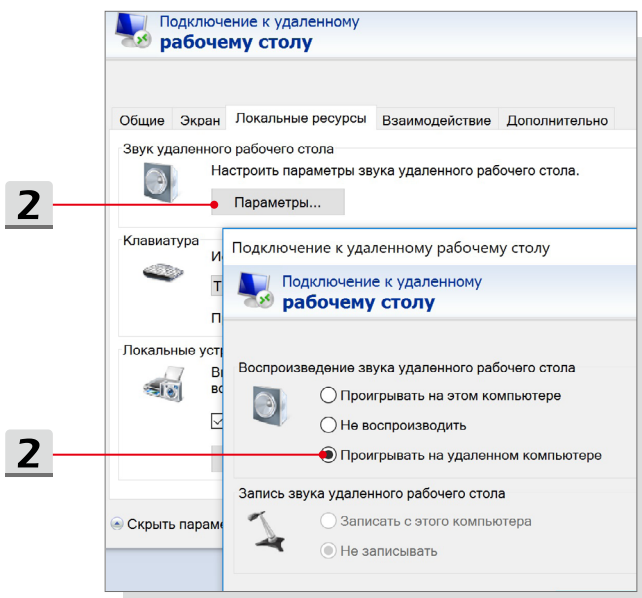 Подключение к удаленному
рабочему столу
Общие Экран Локальные ресурсы Взаимодействие Дополнительно
Звук удаленного рабочего стола
Настроить параметры звука удаленного рабочего стола.
2
Параметры...
Клавиатура
Локальные
Скрыть
Подключение к удаленному рабочему столу
Подключение к удаленному
рабочему столу
Воспроизведение звука удаленного рабочего стола
Проигрывать на этом компьютере
Не воспроизводить
2
Проигрывать на удаленном компьютере
Запись звука удаленного рабочего стола
Записать с этого компьютера
Не записывать